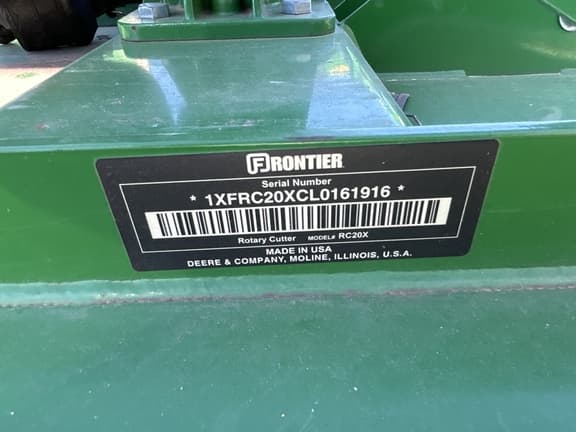 FRONTIER
Serial Number
* 1XFRC20XCL0161916 *
Rotary Cutter MODEL# RC20X
MADE IN USA
DEERE & COMPANY, MOLINE, ILLINOIS, U.S.A.